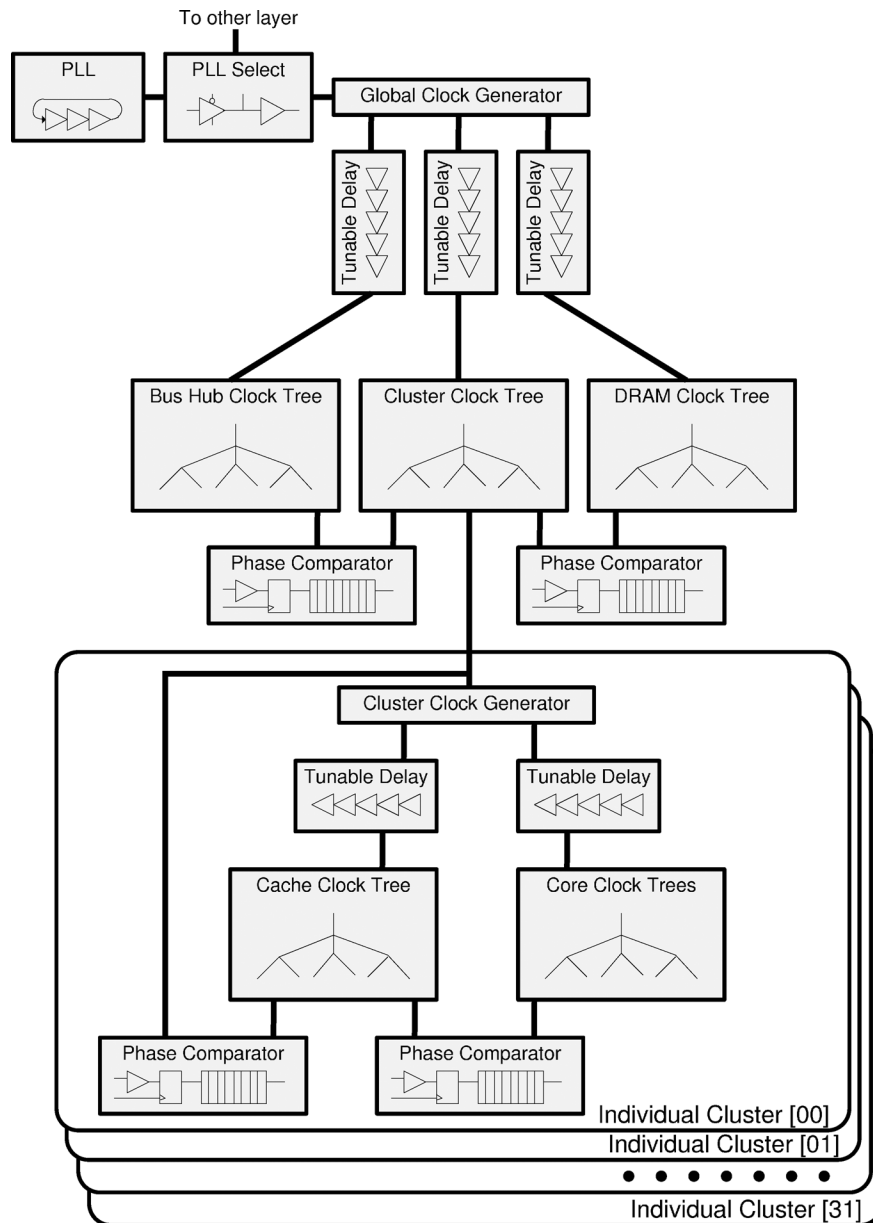 To other layer
PLL
PLL Select
Global Clock Generator
Tunable Delay
Tunable Delay
Tunable Delay
Bus Hub Clock Tree
Cluster Clock Tree
DRAM Clock Tree
Phase Comparator
Phase Comparator
Cluster Clock Generator
Tunable Delay
Tunable Delay
Cache Clock Tree
Core Clock Trees
Phase Comparator
Phase Comparator
Individual Cluster [00]
Individual Cluster [01]
Individual Cluster [31]